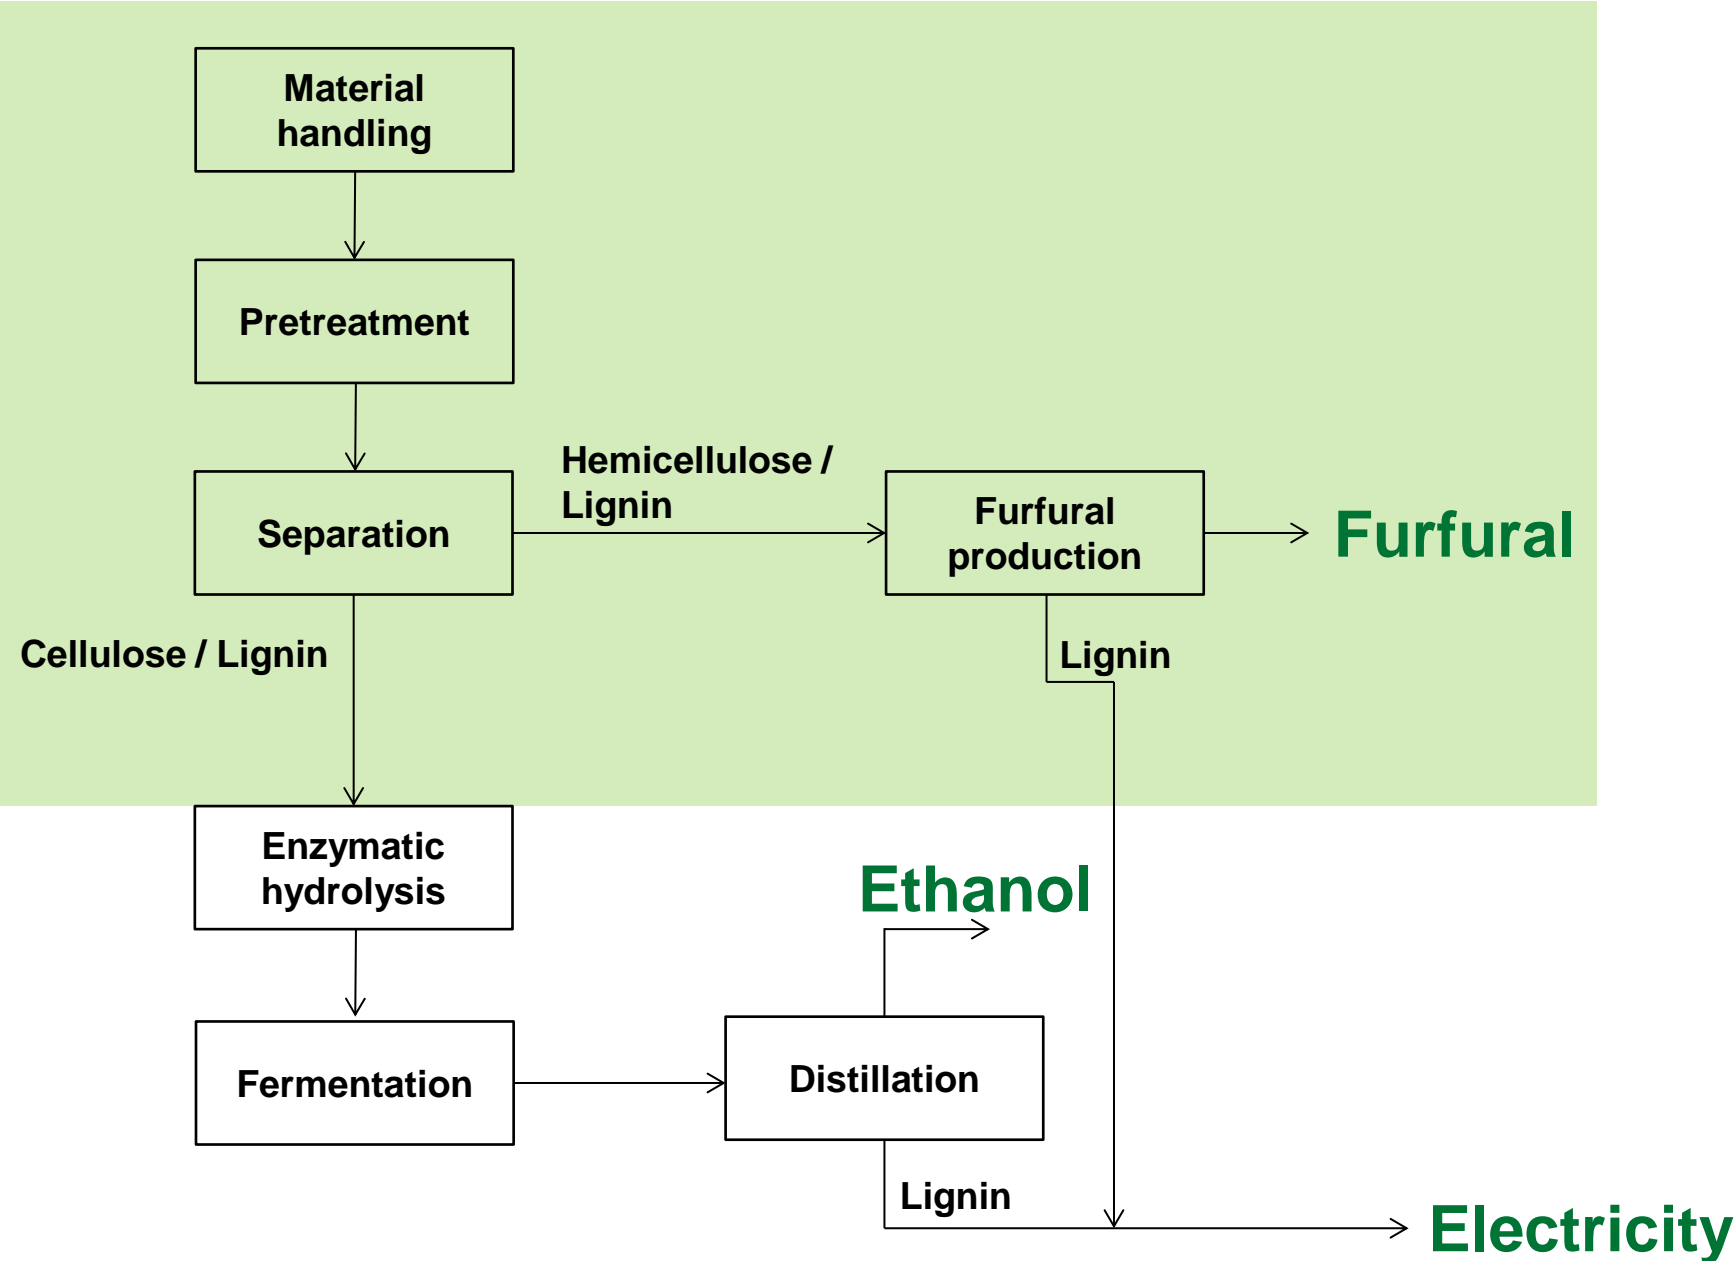 Material
handling
Pretreatment
Hemicellulose /
Lignin
Separation
Furfural
production
Furfural
Cellulose / Lignin
Lignin
Enzymatic
hydrolysis
Ethanol
Fermentation
Distillation
Lignin
Electricity